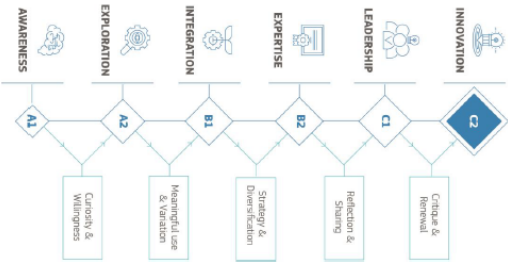 AWARENESS
EXPLORATION
INTEGRATION
EXPERTISE
LEADERSHIP
INNOVATION
A1
A2
B1
B2
C1
C2
Curiosity &
Willingness
Meaningful use
& Variation
Strategy &
Diversification
Reflection &
Sharing
Critique &
Renewal